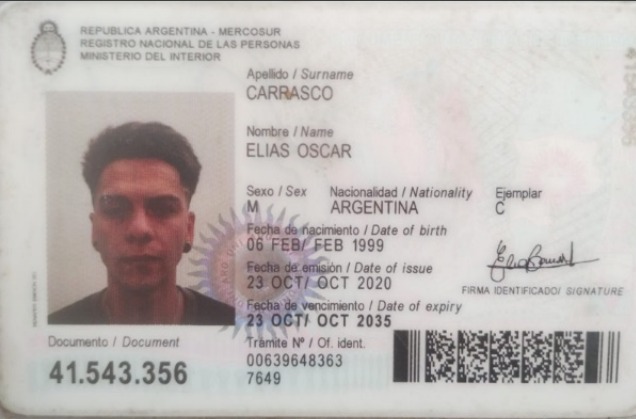 REPUBLICA ARGENTINA - MERCOSUR
REGISTRO NACIONAL DE LAS PERSONAS
MINISTERIO DEL INTERIOR
Apellido / Surname
CARRASCO
Nombre / Name
ELIAS OSCAR
Sexo / Sex Nacionalidad / Nationality Ejemplar
M ARGENTINA C
Fecha de nacimiento / Date of birth
06 FEB/ FEB 1999
Fecha de emisión / Date of issue
23 OCT/ OCT 2020
FIRMA IDENTIFICADO/ SIGNATURE
Fecha de vencimiento / Date of expiry
23 OCT/ OCT 2035
Documento / Document
41.543.356
Tramite Nº / Of. ident.
00639648363
7649